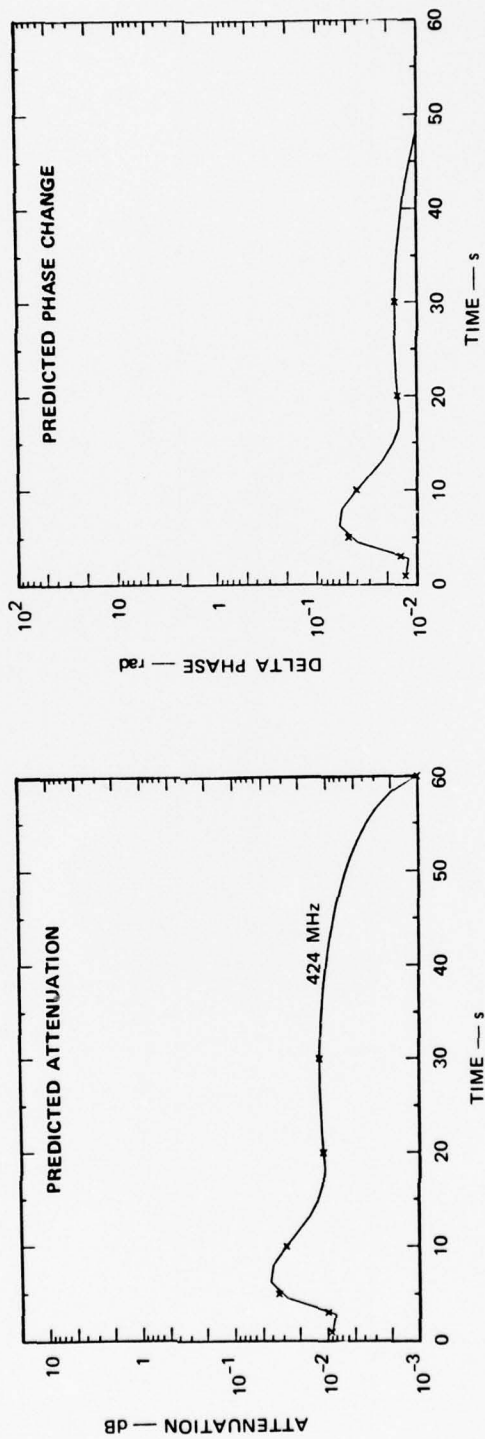 PREDICTED ATTENUATION
ATTENUATION — dB
10
1
10⁻¹
10⁻²
10⁻³
424 MHz
0 10 20 30 40 50 60
TIME — s
PREDICTED PHASE CHANGE
DELTA PHASE — rad
10²
10
1
10⁻¹
10⁻²
0 10 20 30 40 50 60
TIME — s